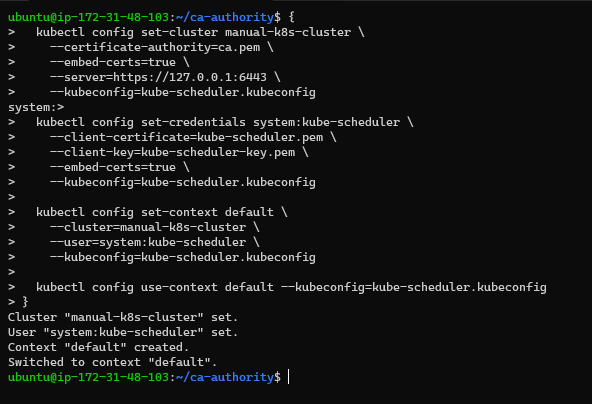 ubuntu@ip-172-31-48-103:~/ca-authority$ {
>   kubectl config set-cluster manual-k8s-cluster \
>     --certificate-authority=ca.pem \
>     --embed-certs=true \
>     --server=https://127.0.0.1:6443 \
>     --kubeconfig=kube-scheduler.kubeconfig
system:>
>   kubectl config set-credentials system:kube-scheduler \
>     --client-certificate=kube-scheduler.pem \
>     --client-key=kube-scheduler-key.pem \
>     --embed-certs=true \
>     --kubeconfig=kube-scheduler.kubeconfig
>
>   kubectl config set-context default \
>     --cluster=manual-k8s-cluster \
>     --user=system:kube-scheduler \
>     --kubeconfig=kube-scheduler.kubeconfig
>
>   kubectl config use-context default --kubeconfig=kube-scheduler.kubeconfig
> }
Cluster "manual-k8s-cluster" set.
User "system:kube-scheduler" set.
Context "default" created.
Switched to context "default".
ubuntu@ip-172-31-48-103:~/ca-authority$